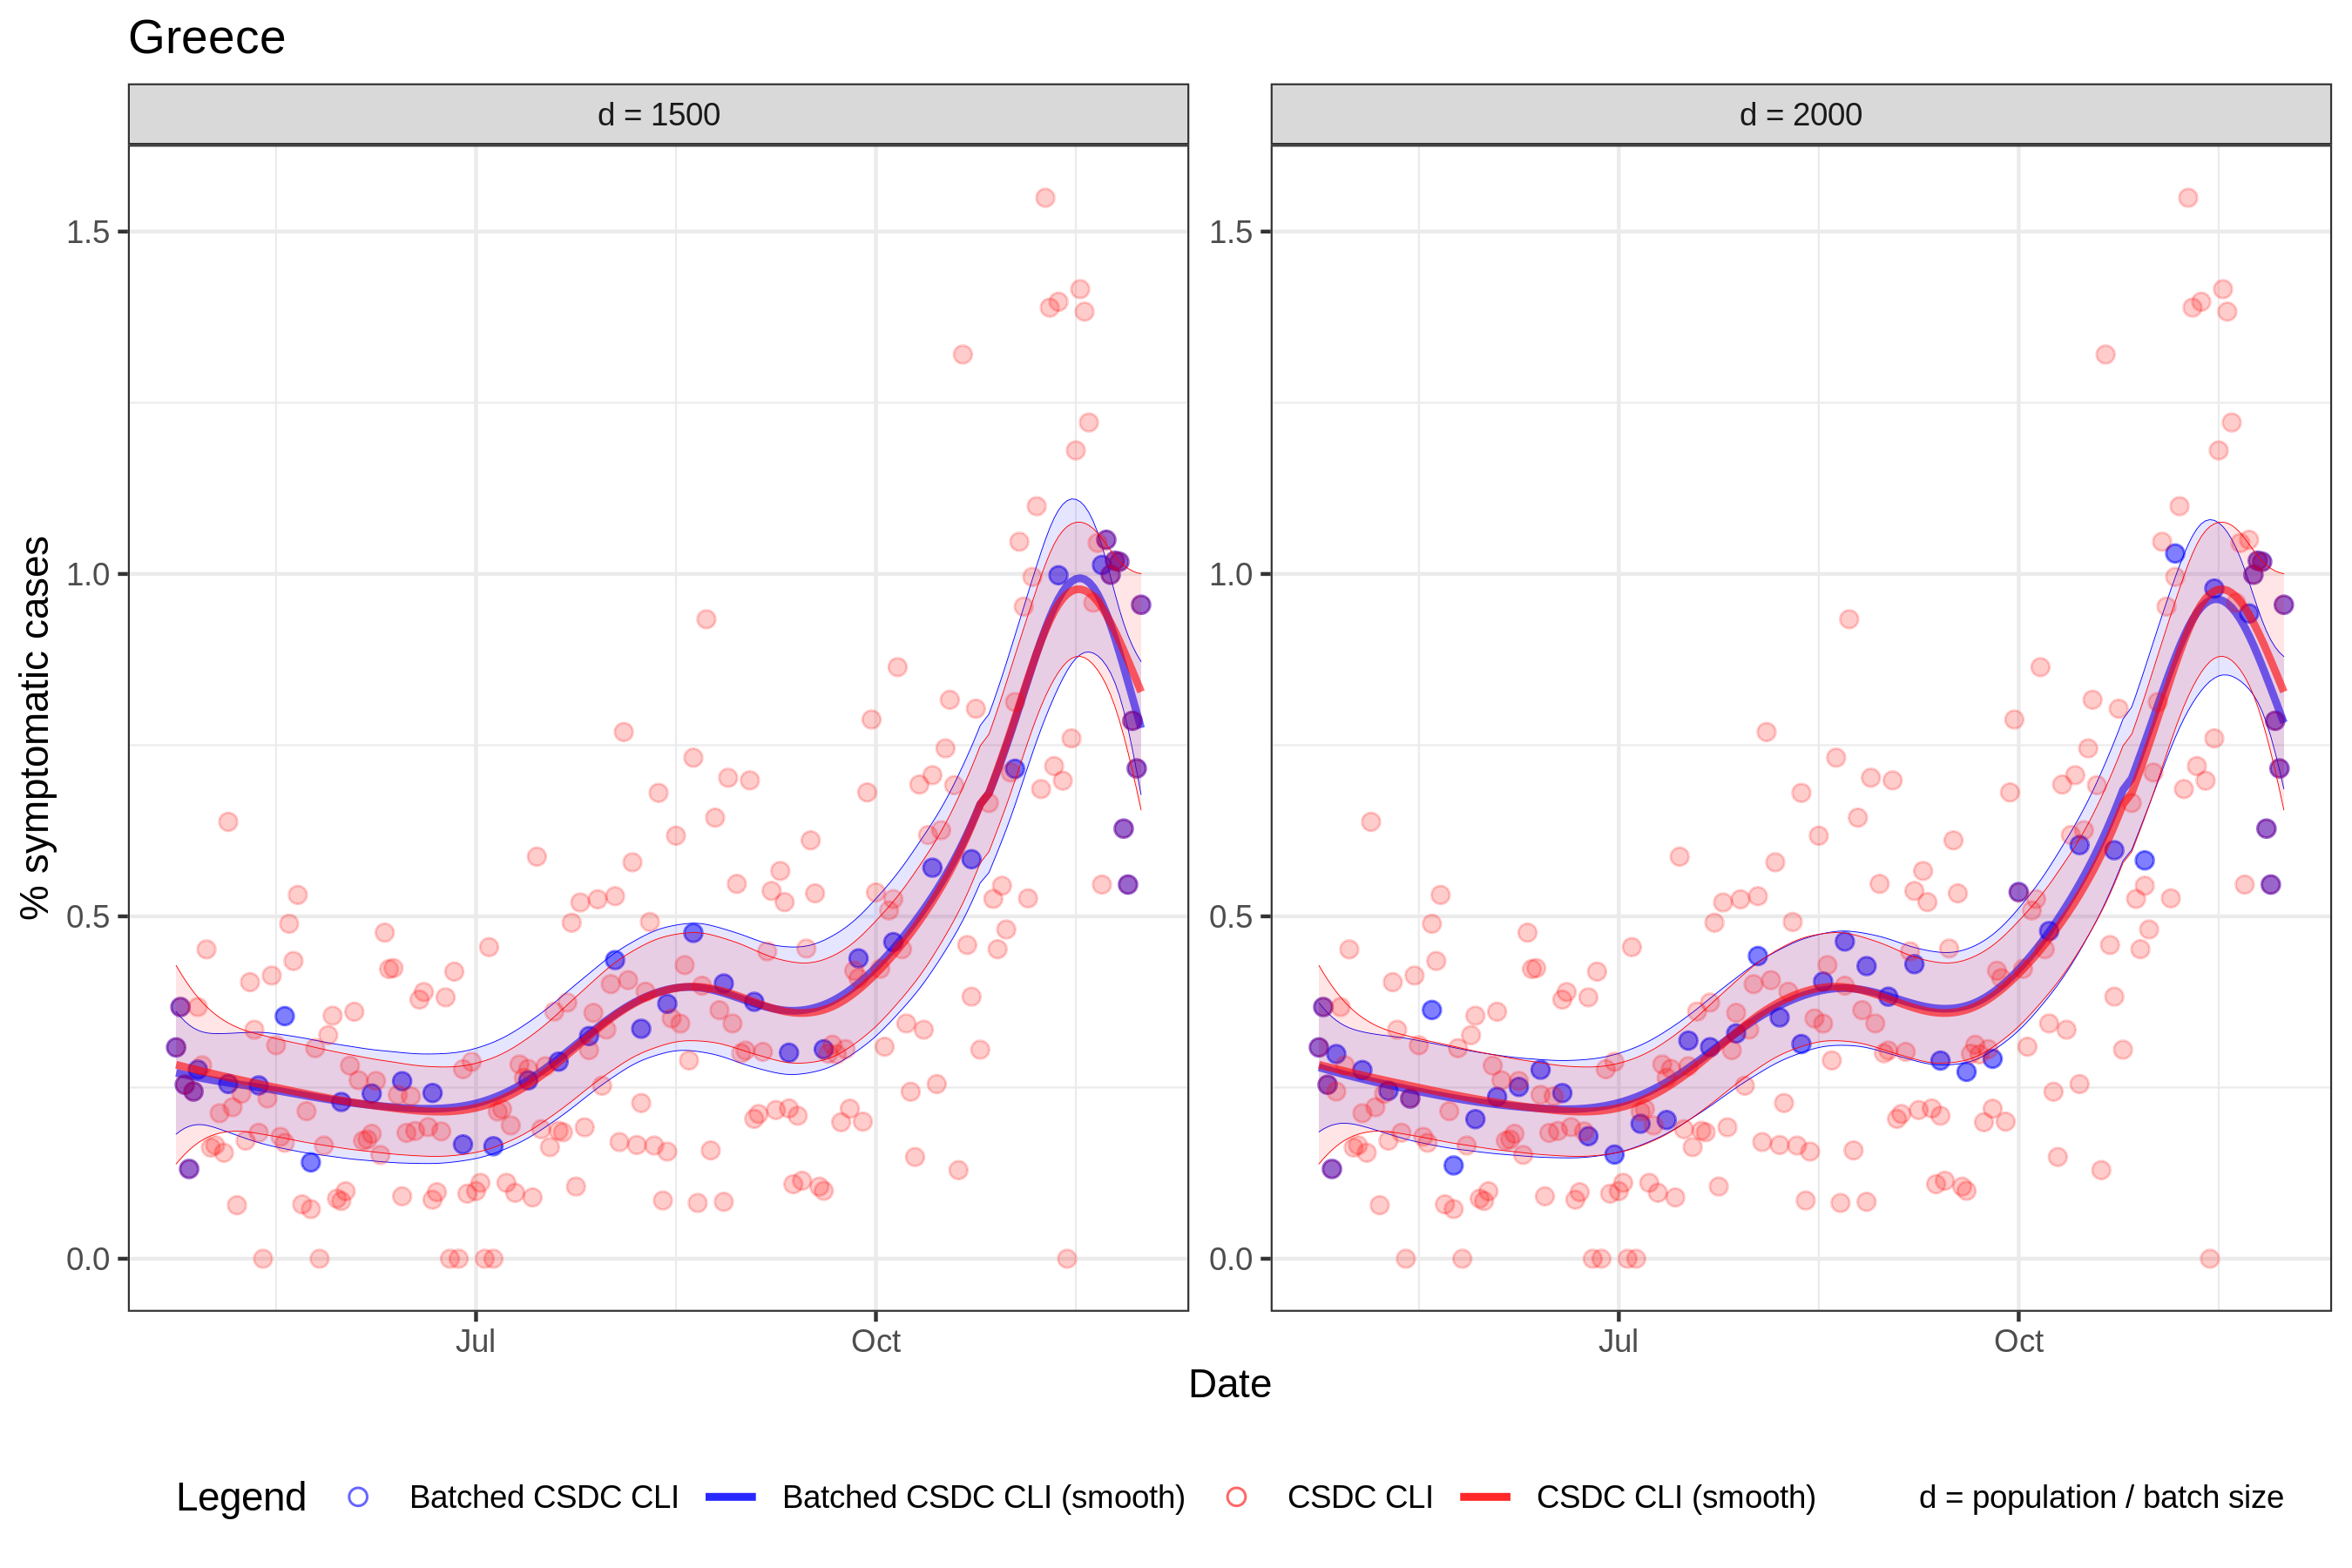 Greece
d = 1500
d = 2000
% symptomatic cases
1.5
1.0
0.5
0.0
1.5
1.0
0.5
0.0
Jul
Oct
Jul
Oct
Date
Legend
Batched CSDC CLI
Batched CSDC CLI (smooth)
CSDC CLI
CSDC CLI (smooth)
d = population / batch size